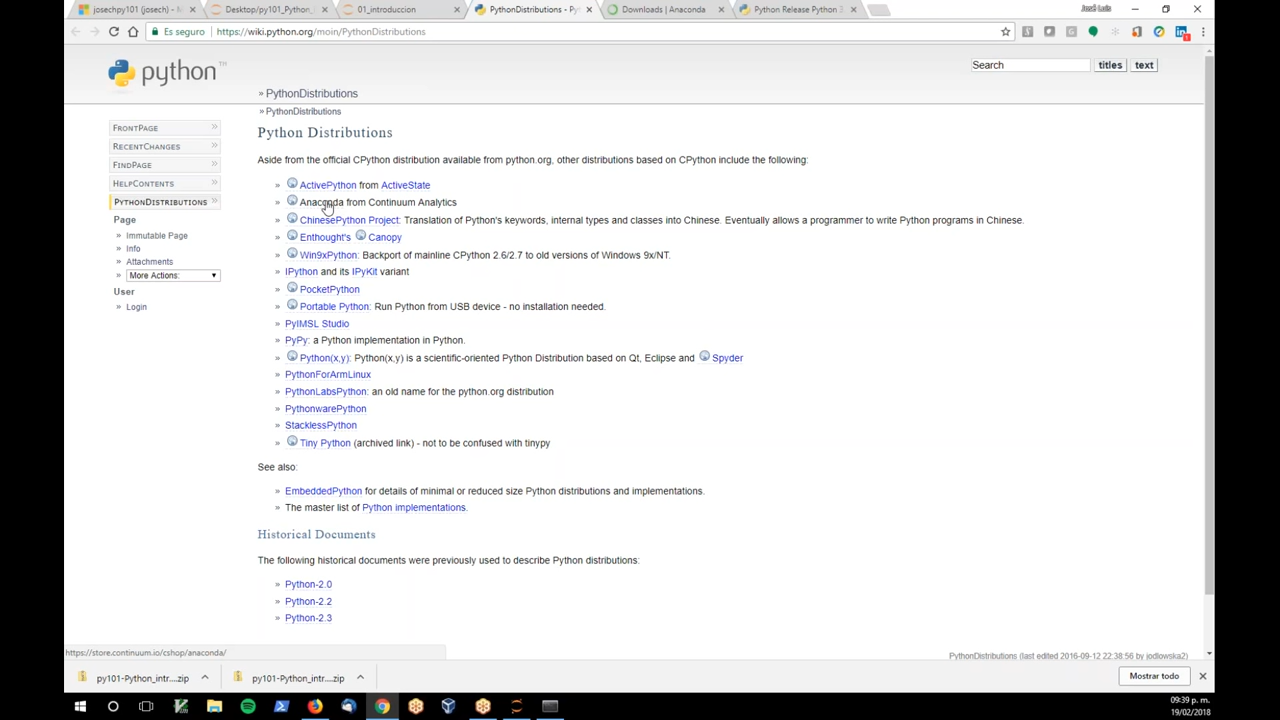 josechpy101 (josech) - M
Desktop/py101_Python_
01_introduccion
PythonDistributions - Py
Downloads | Anaconda
Python Release Python 3.
José Luis
Es seguro
https://wiki.python.org/moin/PythonDistributions
python
TM
Search
titles
text
» PythonDistributions
» PythonDistributions
FrontPage
RecentChanges
FindPage
HelpContents
PythonDistributions
Page
» Immutable Page
» Info
» Attachments
» More Actions:
User
» Login
Python Distributions
Aside from the official CPython distribution available from python.org, other distributions based on CPython include the following:
» ActivePython from ActiveState
» Anaconda from Continuum Analytics
» ChinesePython Project: Translation of Python's keywords, internal types and classes into Chinese. Eventually allows a programmer to write Python programs in Chinese.
» Enthought's Canopy
» Win9xPython: Backport of mainline CPython 2.6/2.7 to old versions of Windows 9x/NT.
» IPython and its IPyKit variant
» PocketPython
» Portable Python: Run Python from USB device - no installation needed.
» PyIMSL Studio
» PyPy: a Python implementation in Python.
» Python(x,y): Python(x,y) is a scientific-oriented Python Distribution based on Qt, Eclipse and Spyder
» PythonForArmLinux
» PythonLabsPython: an old name for the python.org distribution
» PythonwarePython
» StacklessPython
» Tiny Python (archived link) - not to be confused with tinypy
See also:
» EmbeddedPython for details of minimal or reduced size Python distributions and implementations.
» The master list of Python implementations.
Historical Documents
The following historical documents were previously used to describe Python distributions:
» Python-2.0
» Python-2.2
» Python-2.3
https://store.continuum.io/cshop/anaconda/
PythonDistributions (last edited 2016-09-12 22:38:56 by jodlowska2)
py101-Python_intr....zip
py101-Python_intr....zip
Mostrar todo
09:39 p. m.
19/02/2018